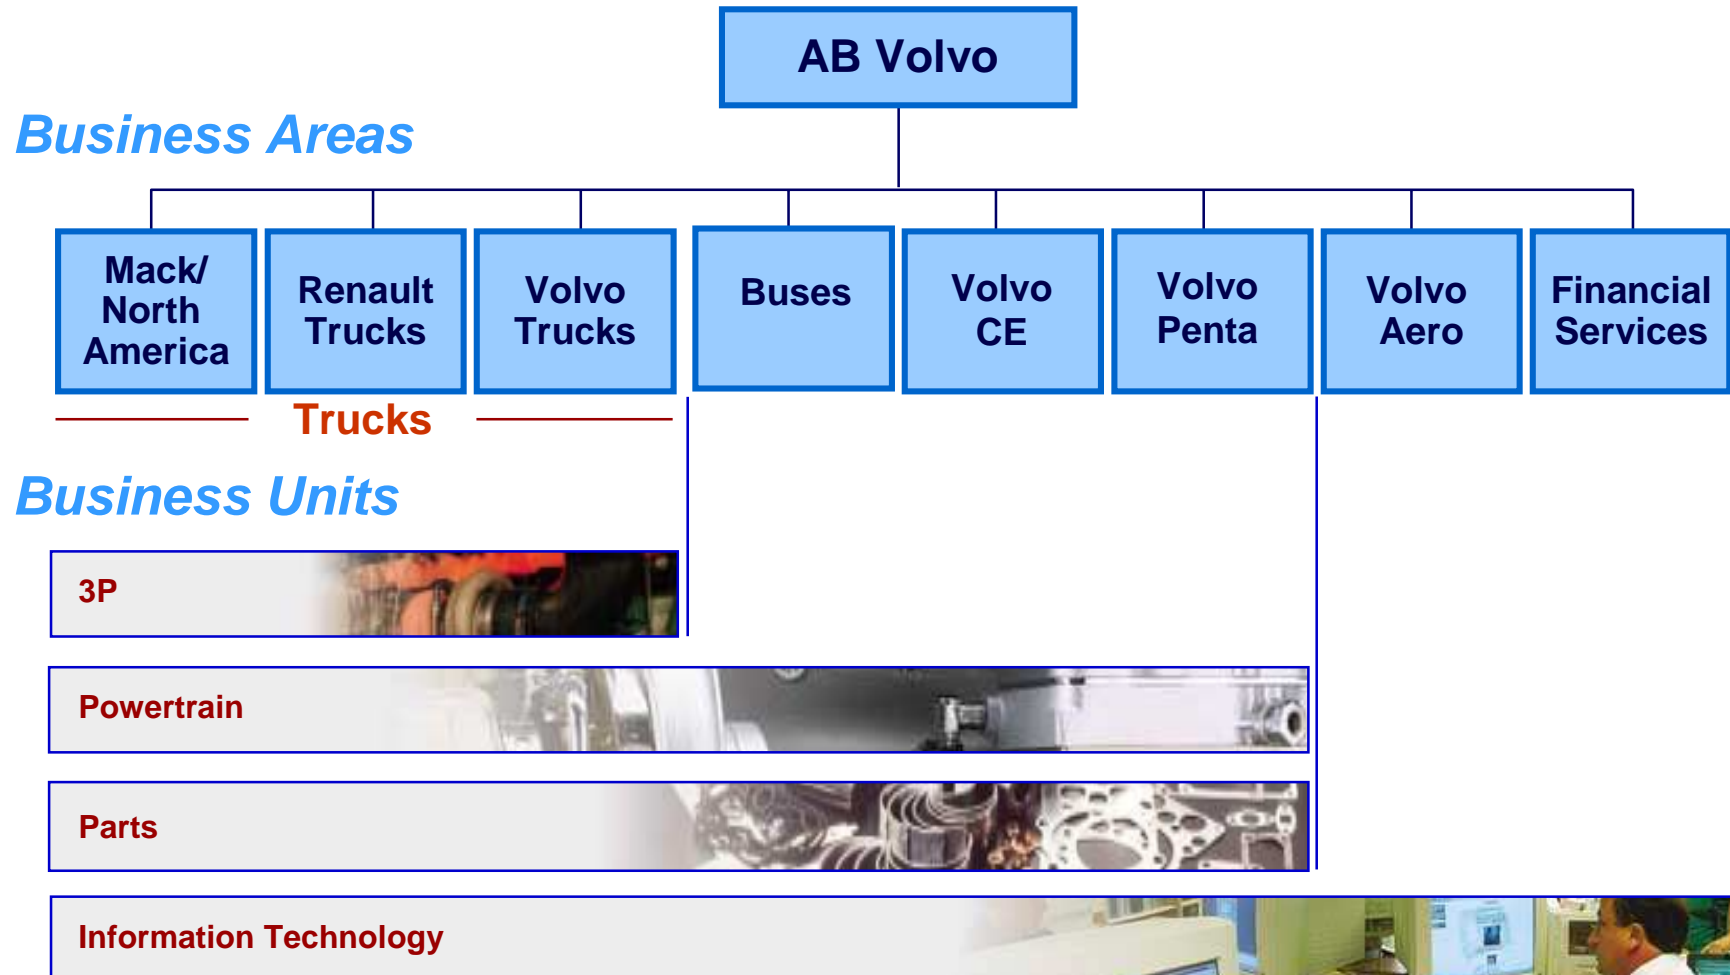 AB Volvo
Business Areas
Mack/
North
America
Renault
Trucks
Volvo
Trucks
Buses
Volvo
CE
Volvo
Penta
Volvo
Aero
Financial
Services
Trucks
Business Units
3P
Powertrain
Parts
Information Technology